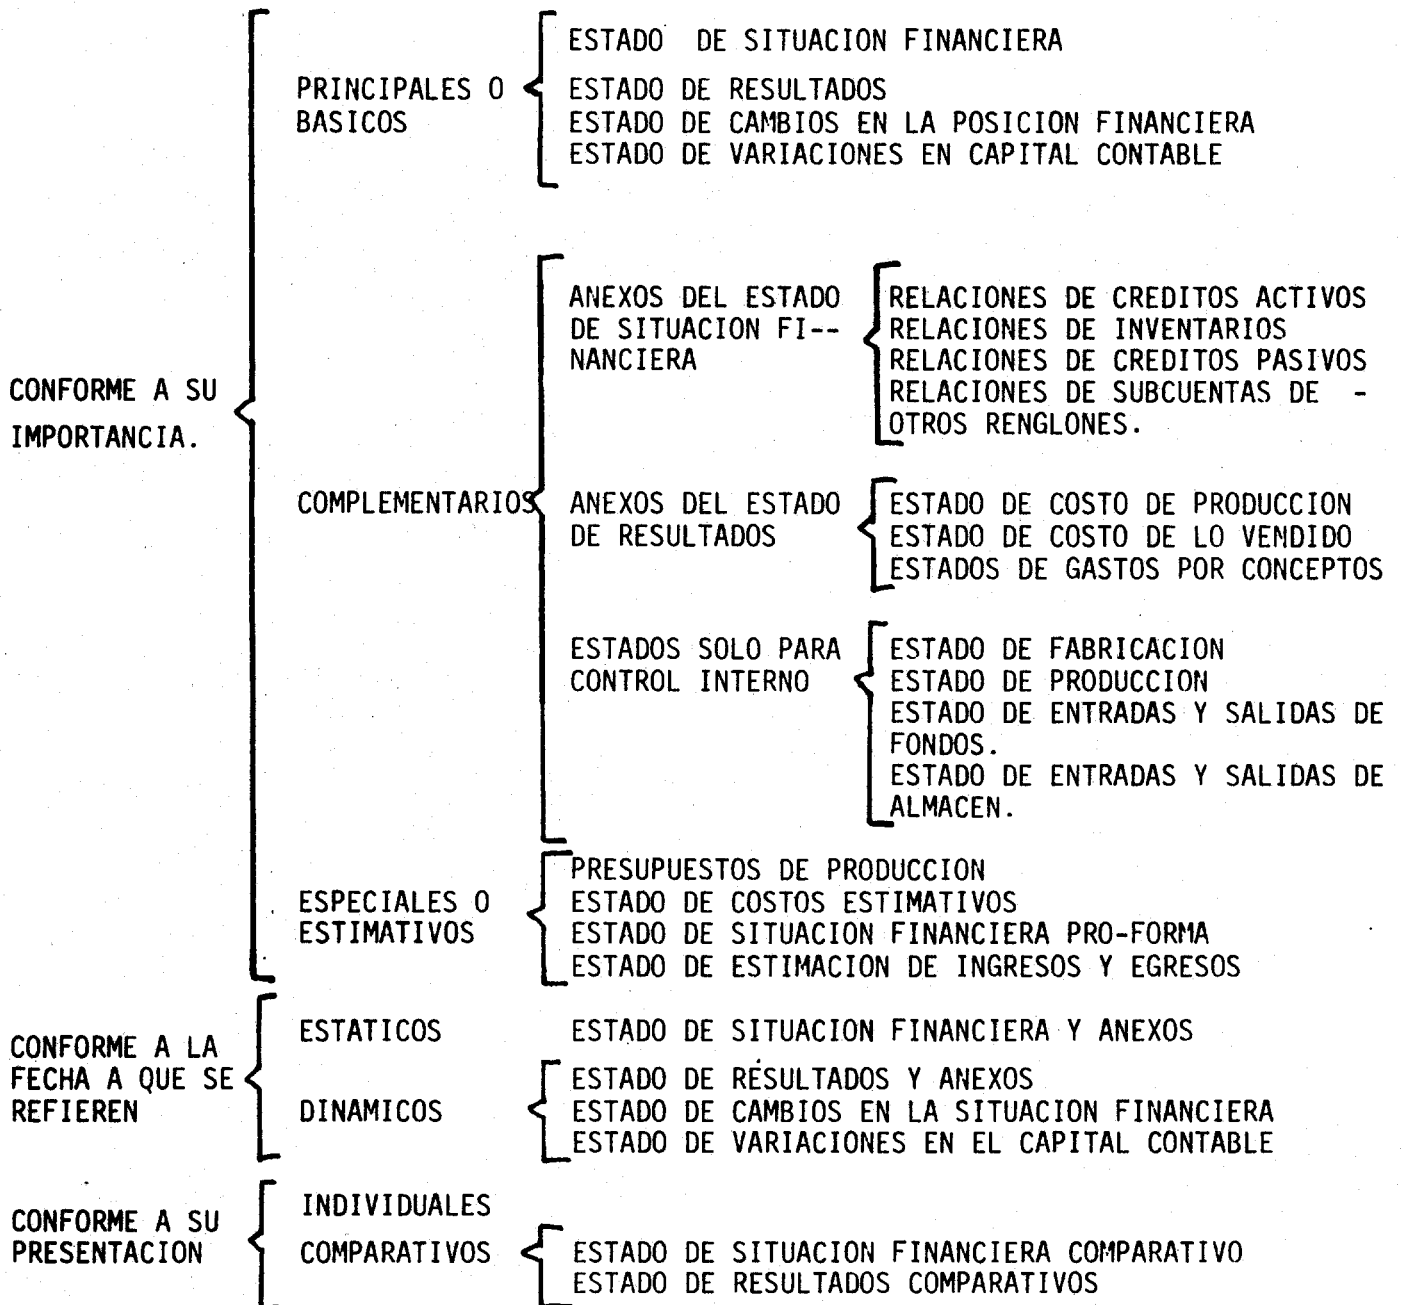 ESTADO DE SITUACION FINANCIERA
PRINCIPALES O
BASICOS
ESTADO DE RESULTADOS
ESTADO DE CAMBIOS EN LA POSICION FINANCIERA
ESTADO DE VARIACIONES EN CAPITAL CONTABLE
CONFORME A SU
IMPORTANCIA.
COMPLEMENTARIOS
ANEXOS DEL ESTADO
DE SITUACION FI--
NANCIERA
RELACIONES DE CREDITOS ACTIVOS
RELACIONES DE INVENTARIOS
RELACIONES DE CREDITOS PASIVOS
RELACIONES DE SUBCUENTAS DE -
OTROS RENGLONES.
ANEXOS DEL ESTADO
DE RESULTADOS
ESTADO DE COSTO DE PRODUCCION
ESTADO DE COSTO DE LO VENDIDO
ESTADOS DE GASTOS POR CONCEPTOS
ESTADOS SOLO PARA
CONTROL INTERNO
ESTADO DE FABRICACION
ESTADO DE PRODUCCION
ESTADO DE ENTRADAS Y SALIDAS DE
FONDOS.
ESTADO DE ENTRADAS Y SALIDAS DE
ALMACEN.
ESPECIALES O
ESTIMATIVOS
PRESUPUESTOS DE PRODUCCION
ESTADO DE COSTOS ESTIMATIVOS
ESTADO DE SITUACION FINANCIERA PRO-FORMA
ESTADO DE ESTIMACION DE INGRESOS Y EGRESOS
CONFORME A LA
FECHA A QUE SE
REFIEREN
ESTATICOS
ESTADO DE SITUACION FINANCIERA Y ANEXOS
DINAMICOS
ESTADO DE RESULTADOS Y ANEXOS
ESTADO DE CAMBIOS EN LA SITUACION FINANCIERA
ESTADO DE VARIACIONES EN EL CAPITAL CONTABLE
CONFORME A SU
PRESENTACION
INDIVIDUALES
COMPARATIVOS
ESTADO DE SITUACION FINANCIERA COMPARATIVO
ESTADO DE RESULTADOS COMPARATIVOS